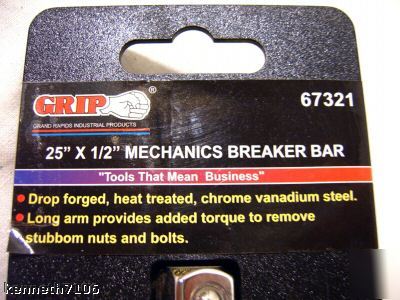 GRIP®
67321
GRAND RAPIDS INDUSTRIAL PRODUCTS
25" X 1/2" MECHANICS BREAKER BAR
"Tools That Mean Business"
• Drop forged, heat treated, chrome vanadium steel.
• Long arm provides added torque to remove
stubbom nuts and bolts.
kenneth7106